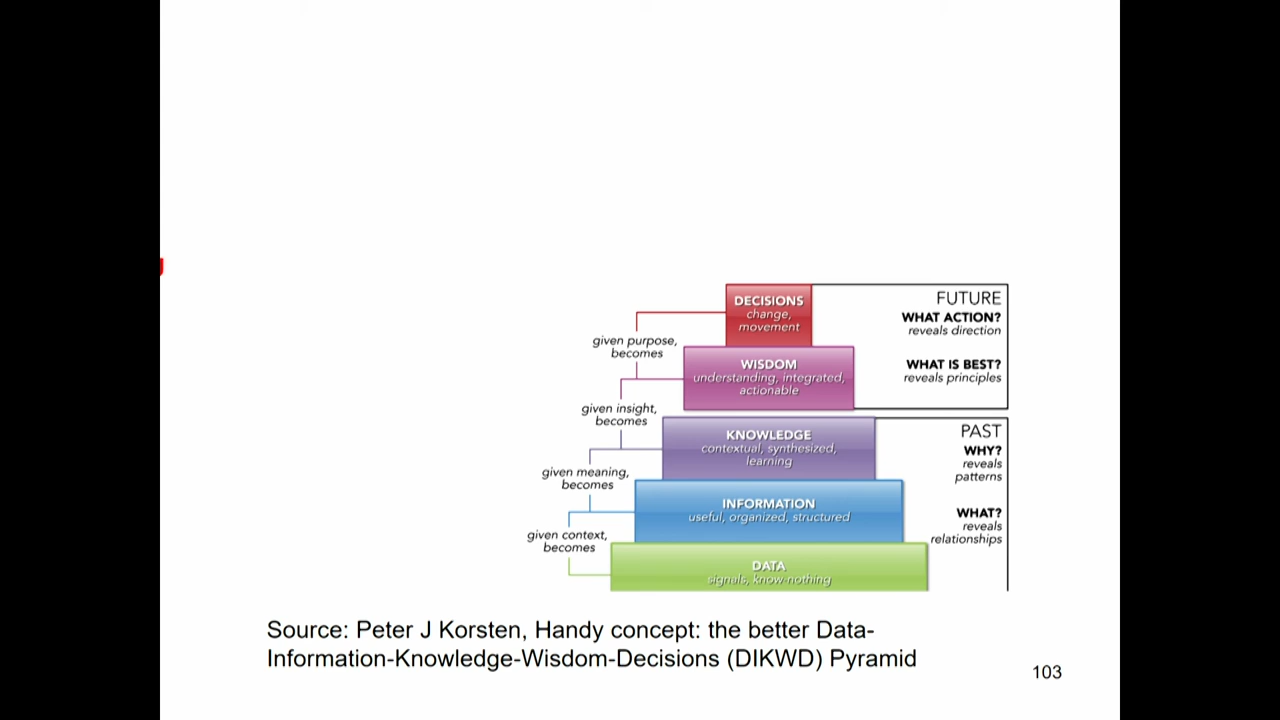 DECISIONS
change,
movement
FUTURE
WHAT ACTION?
reveals direction
given purpose,
becomes
WISDOM
understanding, integrated,
actionable
WHAT IS BEST?
reveals principles
given insight,
becomes
KNOWLEDGE
contextual, synthesized,
learning
PAST
WHY?
reveals
patterns
given meaning,
becomes
INFORMATION
useful, organized, structured
WHAT?
reveals
relationships
given context,
becomes
DATA
signals, know-nothing
Source: Peter J Korsten, Handy concept: the better Data-
Information-Knowledge-Wisdom-Decisions (DIKWD) Pyramid
103